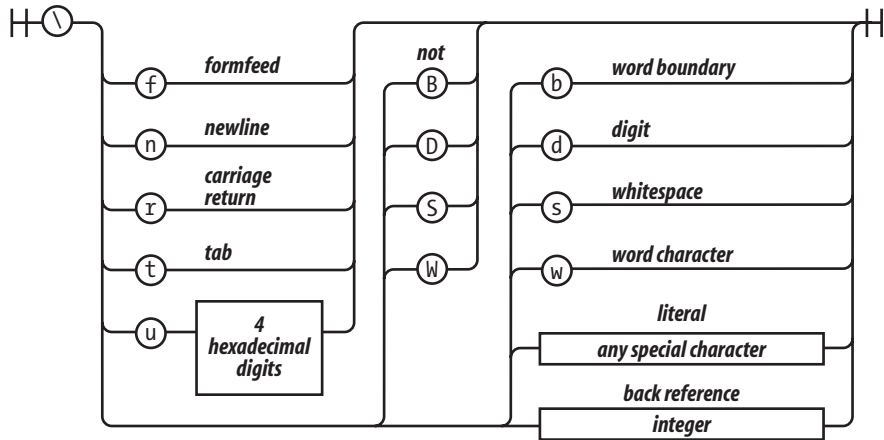 \
f formfeed
n newline
r carriage
return
t tab
u 4
hexadecimal
digits
not
B
D
S
W
b word boundary
d digit
s whitespace
w word character
literal
any special character
back reference
integer